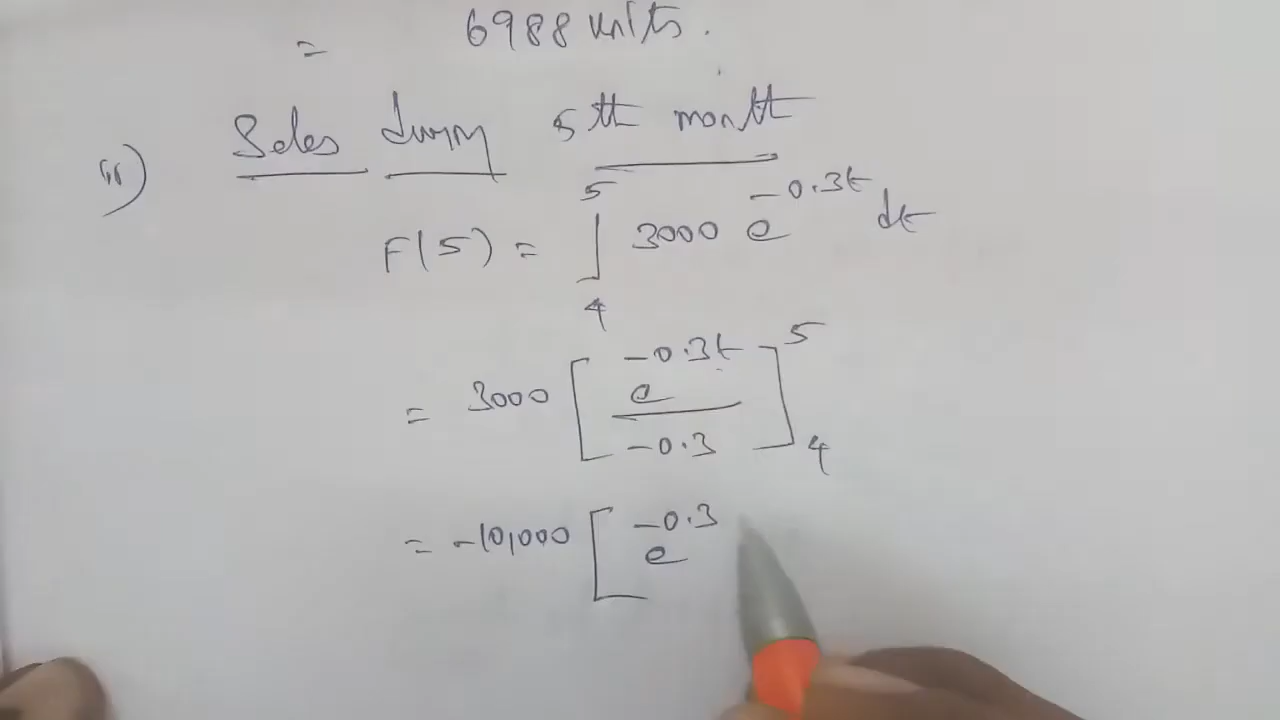 = 6988 units.
ii) Sales during 5th month
F(5) = ∫₄⁵ 3000 e^{-0.3t} dt
= 3000 [ e^{-0.3t} / -0.3 ]₄⁵
= -10,000 [ e^{-0.3}